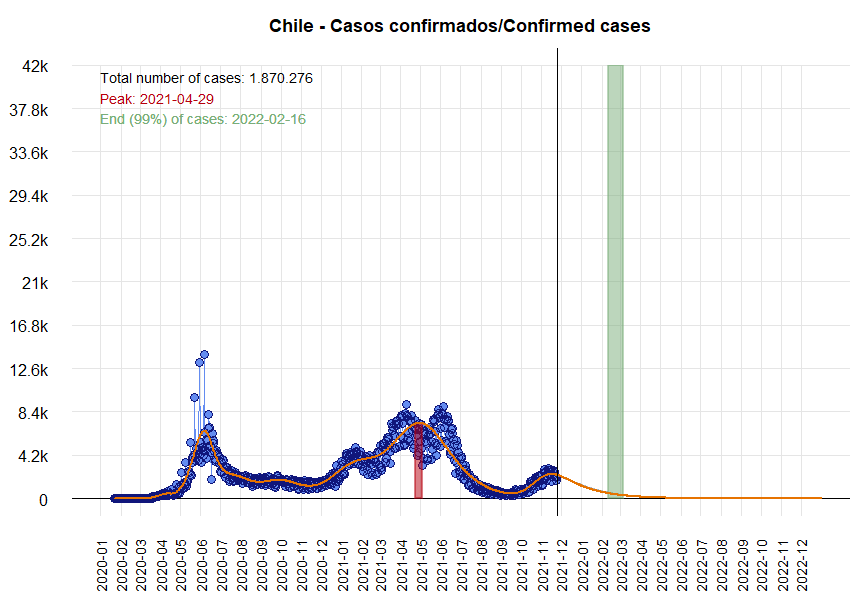 Chile - Casos confirmados/Confirmed cases
Total number of cases: 1.870.276
Peak: 2021-04-29
End (99%) of cases: 2022-02-16
42k
37.8k
33.6k
29.4k
25.2k
21k
16.8k
12.6k
8.4k
4.2k
0
2020-01
2020-02
2020-03
2020-04
2020-05
2020-06
2020-07
2020-08
2020-09
2020-10
2020-11
2020-12
2021-01
2021-02
2021-03
2021-04
2021-05
2021-06
2021-07
2021-08
2021-09
2021-10
2021-11
2021-12
2022-01
2022-02
2022-03
2022-04
2022-05
2022-06
2022-07
2022-08
2022-09
2022-10
2022-11
2022-12